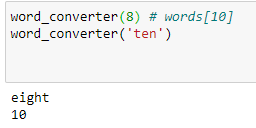 word_converter(8) # words[10]
word_converter('ten')
eight
10